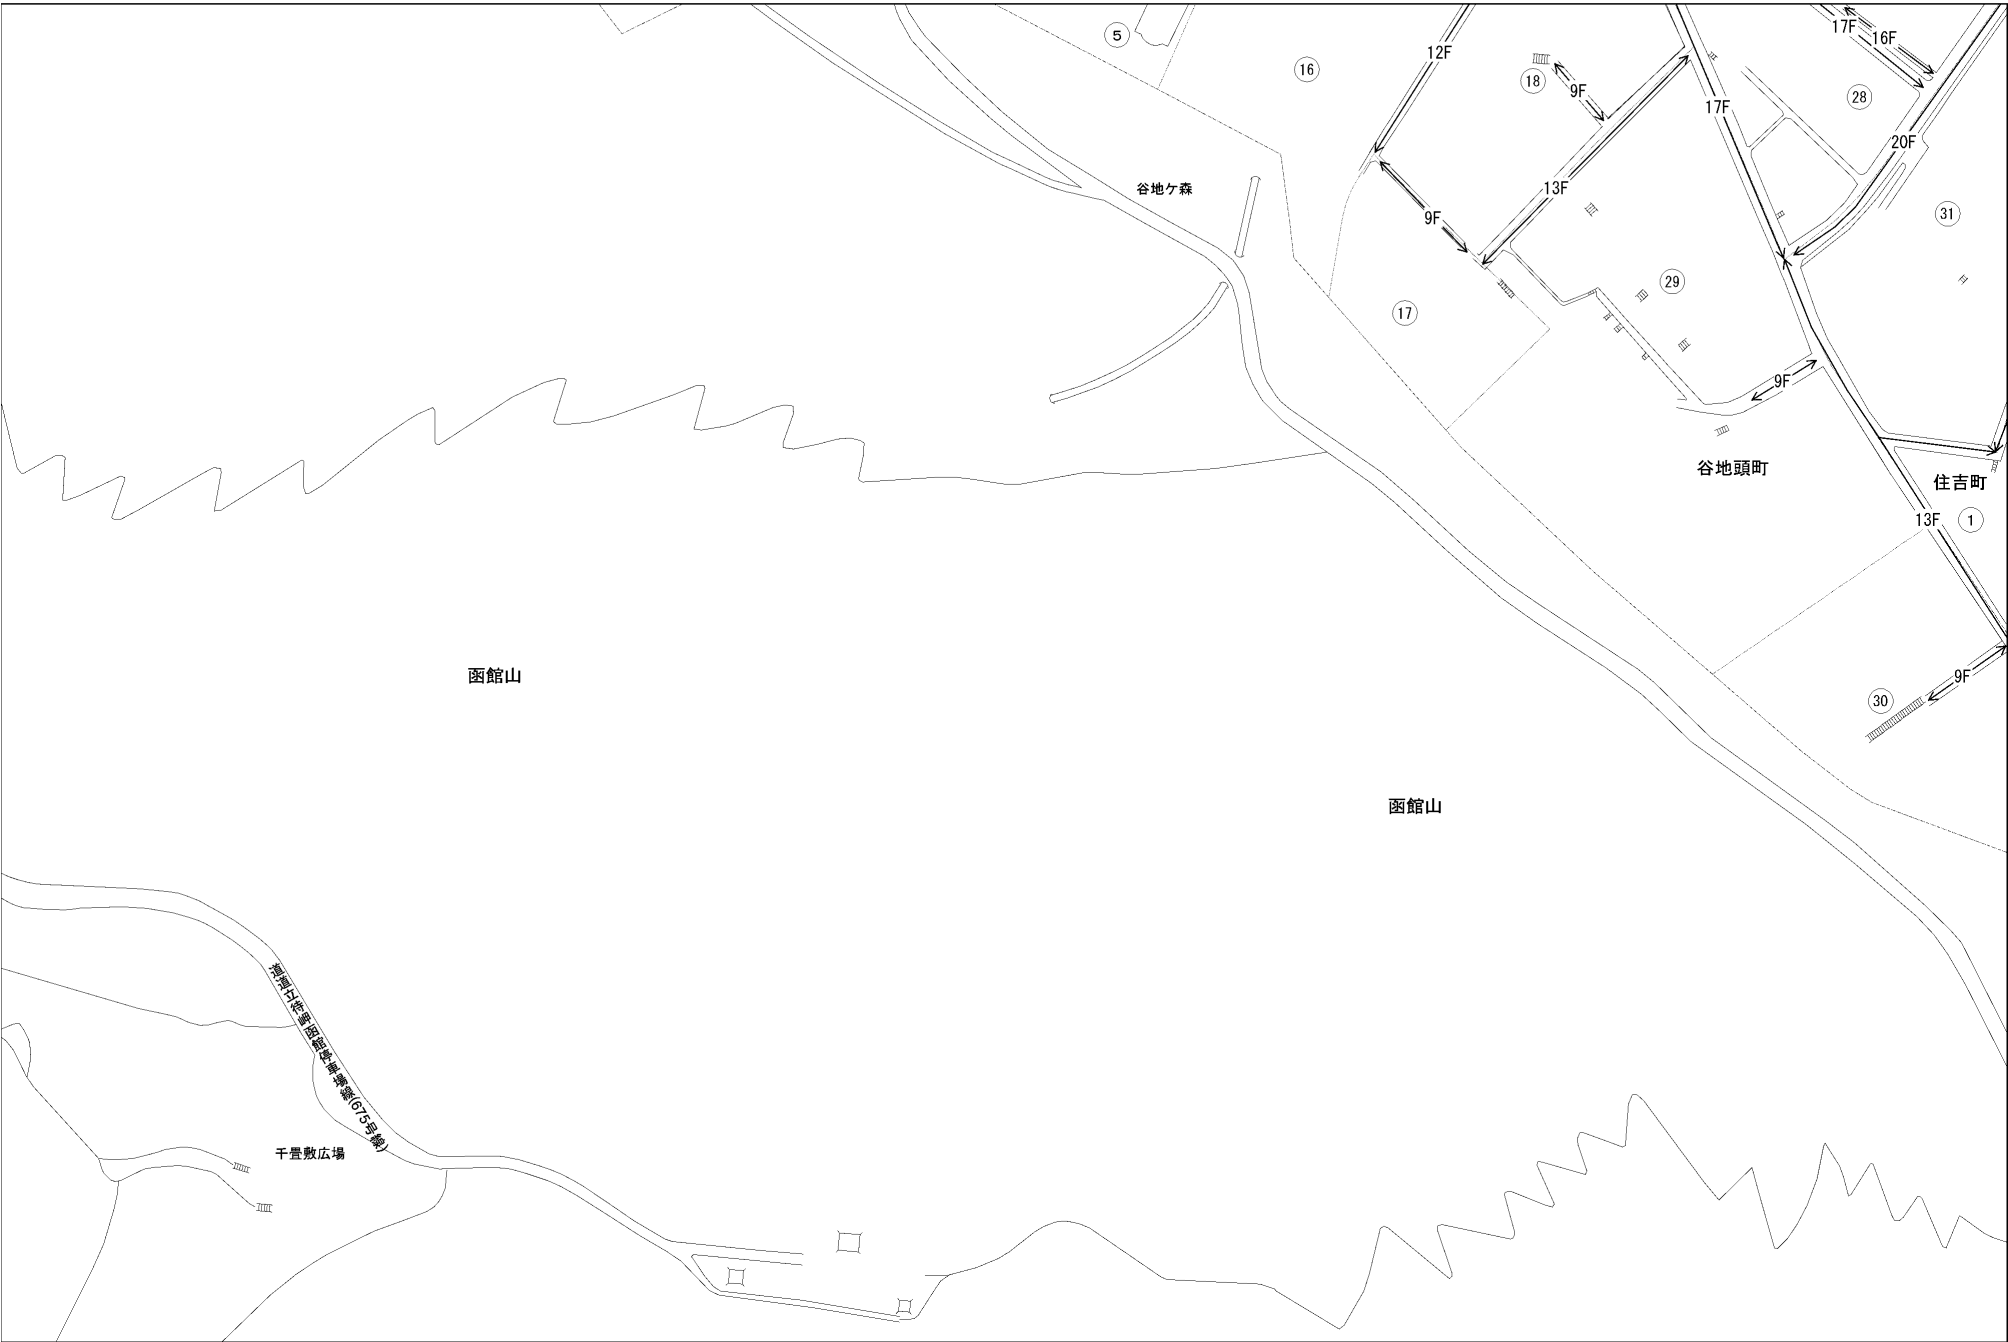 5
16
12F
18
9F
17F
17F
16F
28
20F
谷地ケ森
13F
9F
31
29
17
9F
谷地頭町
住吉町
13F
1
函館山
9F
30
函館山
道道立待岬函館停車場線(675号線)
千畳敷広場